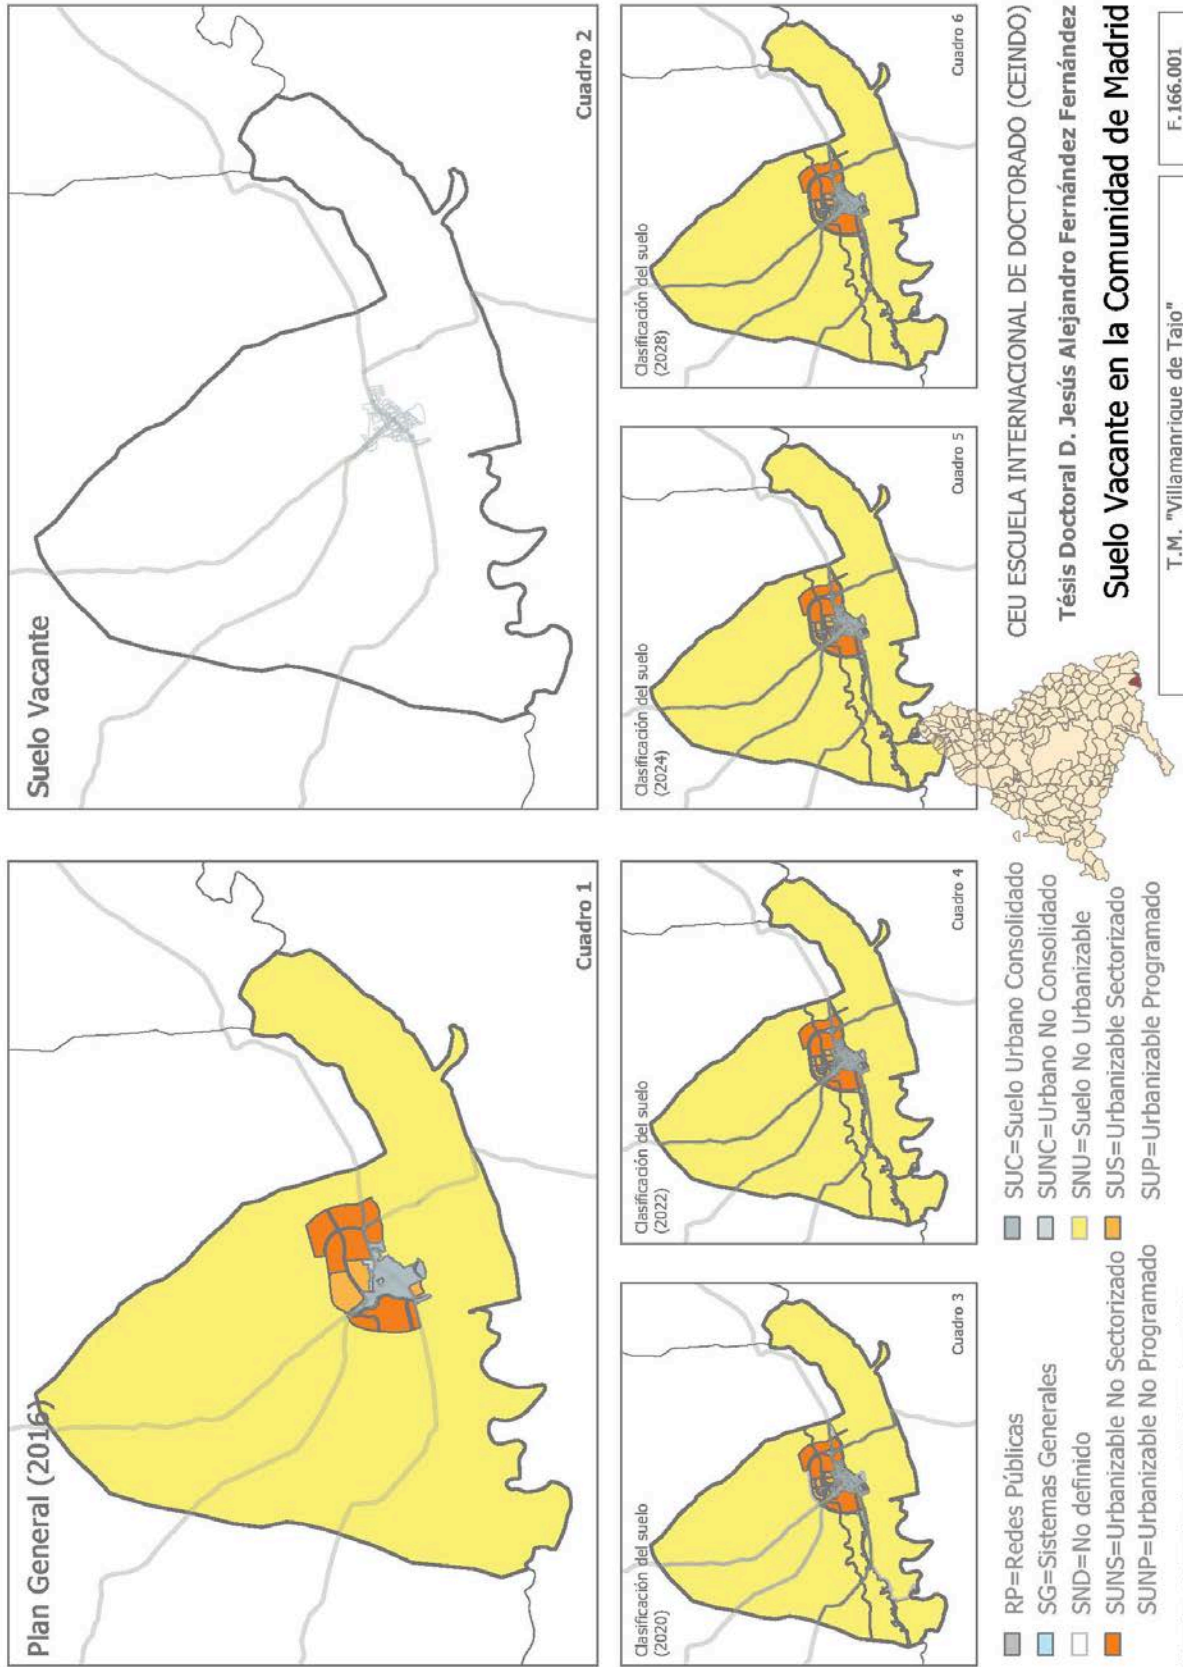 Plan General (2016)
Cuadro 1
Suelo Vacante
Cuadro 2
Clasificación del suelo
(2020)
Cuadro 3
Clasificación del suelo
(2022)
Cuadro 4
Clasificación del suelo
(2024)
Cuadro 5
Clasificación del suelo
(2028)
Cuadro 6
RP=Redes Públicas
SG=Sistemas Generales
SND=No definido
SUNS=Urbanizable No Sectorizado
SUNP=Urbanizable No Programado
SUC=Suelo Urbano Consolidado
SUNC=Urbano No Consolidado
SNU=Suelo No Urbanizable
SUS=Urbanizable Sectorizado
SUP=Urbanizable Programado
CEU ESCUELA INTERNACIONAL DE DOCTORADO (CEINDO)
Tésis Doctoral D. Jesús Alejandro Fernández Fernández
Suelo Vacante en la Comunidad de Madrid
T.M. "Villamanrique de Tajo"
F.166.001